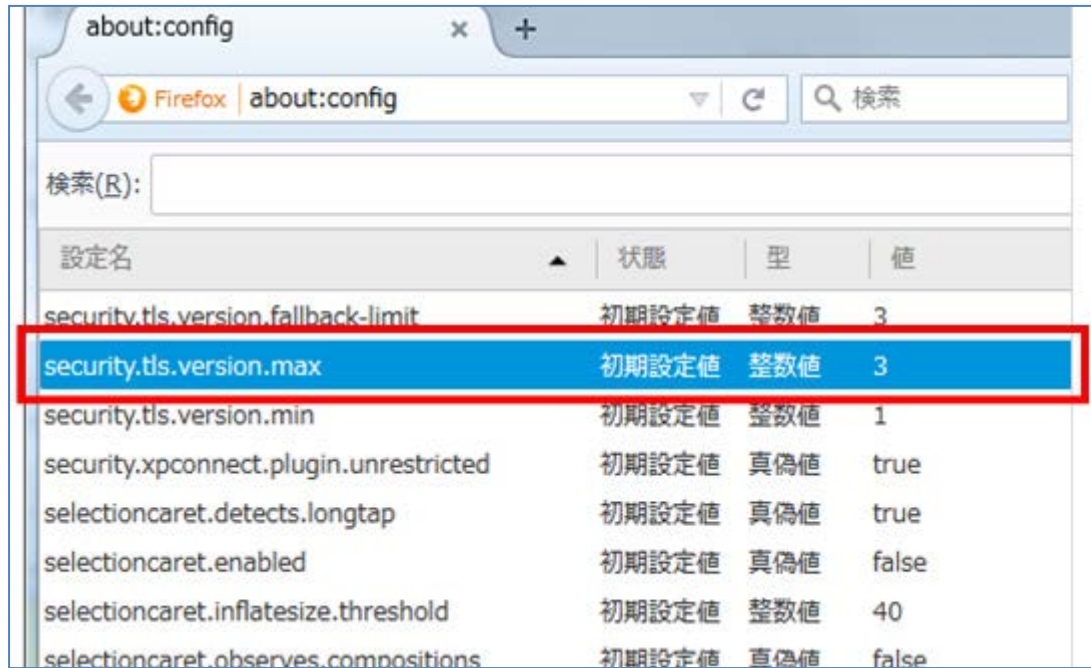 about:config
Firefox about:config 検索
検索(R):
設定名 状態 型 値
security.tls.version.fallback-limit 初期設定値 整数値 3
security.tls.version.max 初期設定値 整数値 3
security.tls.version.min 初期設定値 整数値 1
security.xpconnect.plugin.unrestricted 初期設定値 真偽値 true
selectioncaret.detects.longtap 初期設定値 真偽値 true
selectioncaret.enabled 初期設定値 真偽値 false
selectioncaret.inflatesize.threshold 初期設定値 整数値 40
selectioncaret.observes.compositions 初期設定値 真偽値 false